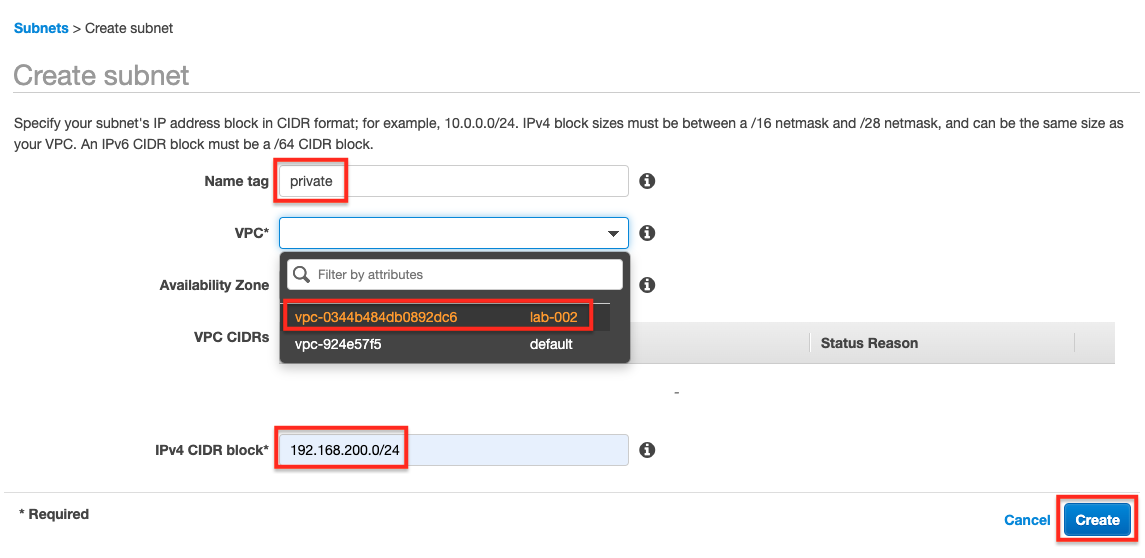 Subnets > Create subnet
Create subnet
Specify your subnet's IP address block in CIDR format; for example, 10.0.0.0/24. IPv4 block sizes must be between a /16 netmask and /28 netmask, and can be the same size as
your VPC. An IPv6 CIDR block must be a /64 CIDR block.
Name tag private
VPC*
Filter by attributes
Availability Zone
vpc-0344b484db0892dc6 lab-002
VPC CIDRs
vpc-924e57f5 default
Status Reason
-
IPv4 CIDR block* 192.168.200.0/24
* Required
Cancel Create